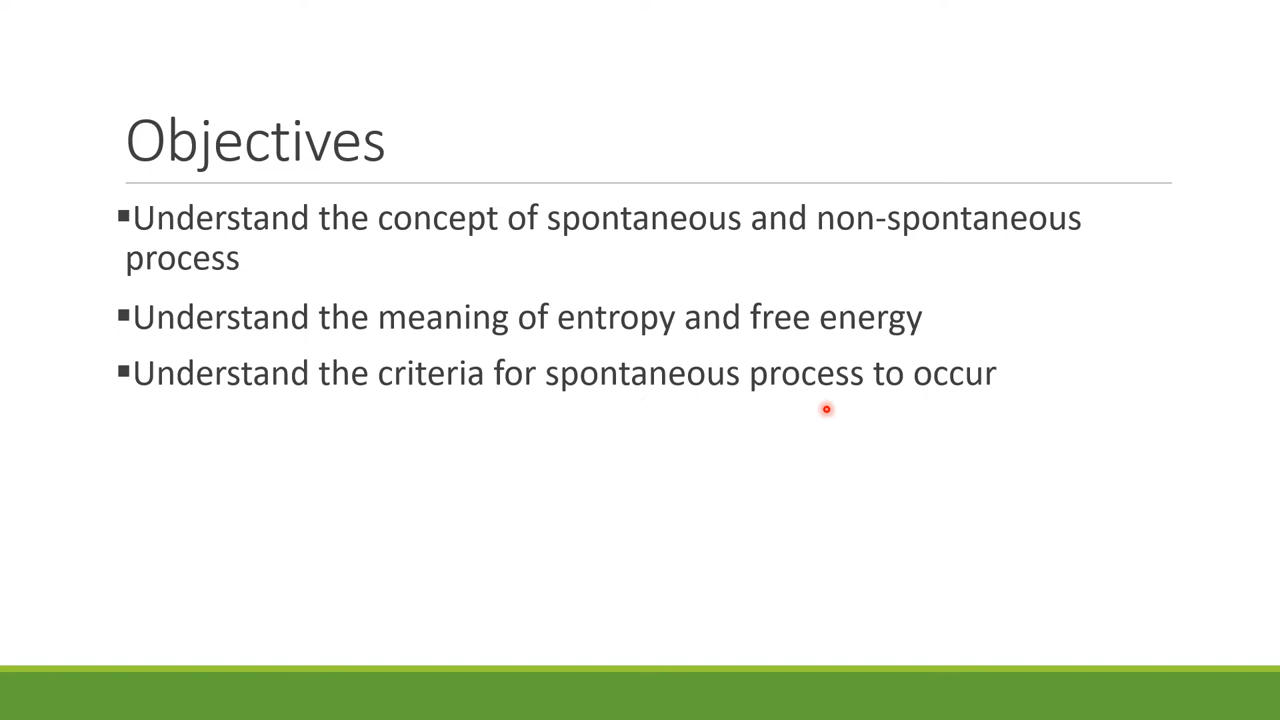 Objectives
▪Understand the concept of spontaneous and non-spontaneous
process
▪Understand the meaning of entropy and free energy
▪Understand the criteria for spontaneous process to occur